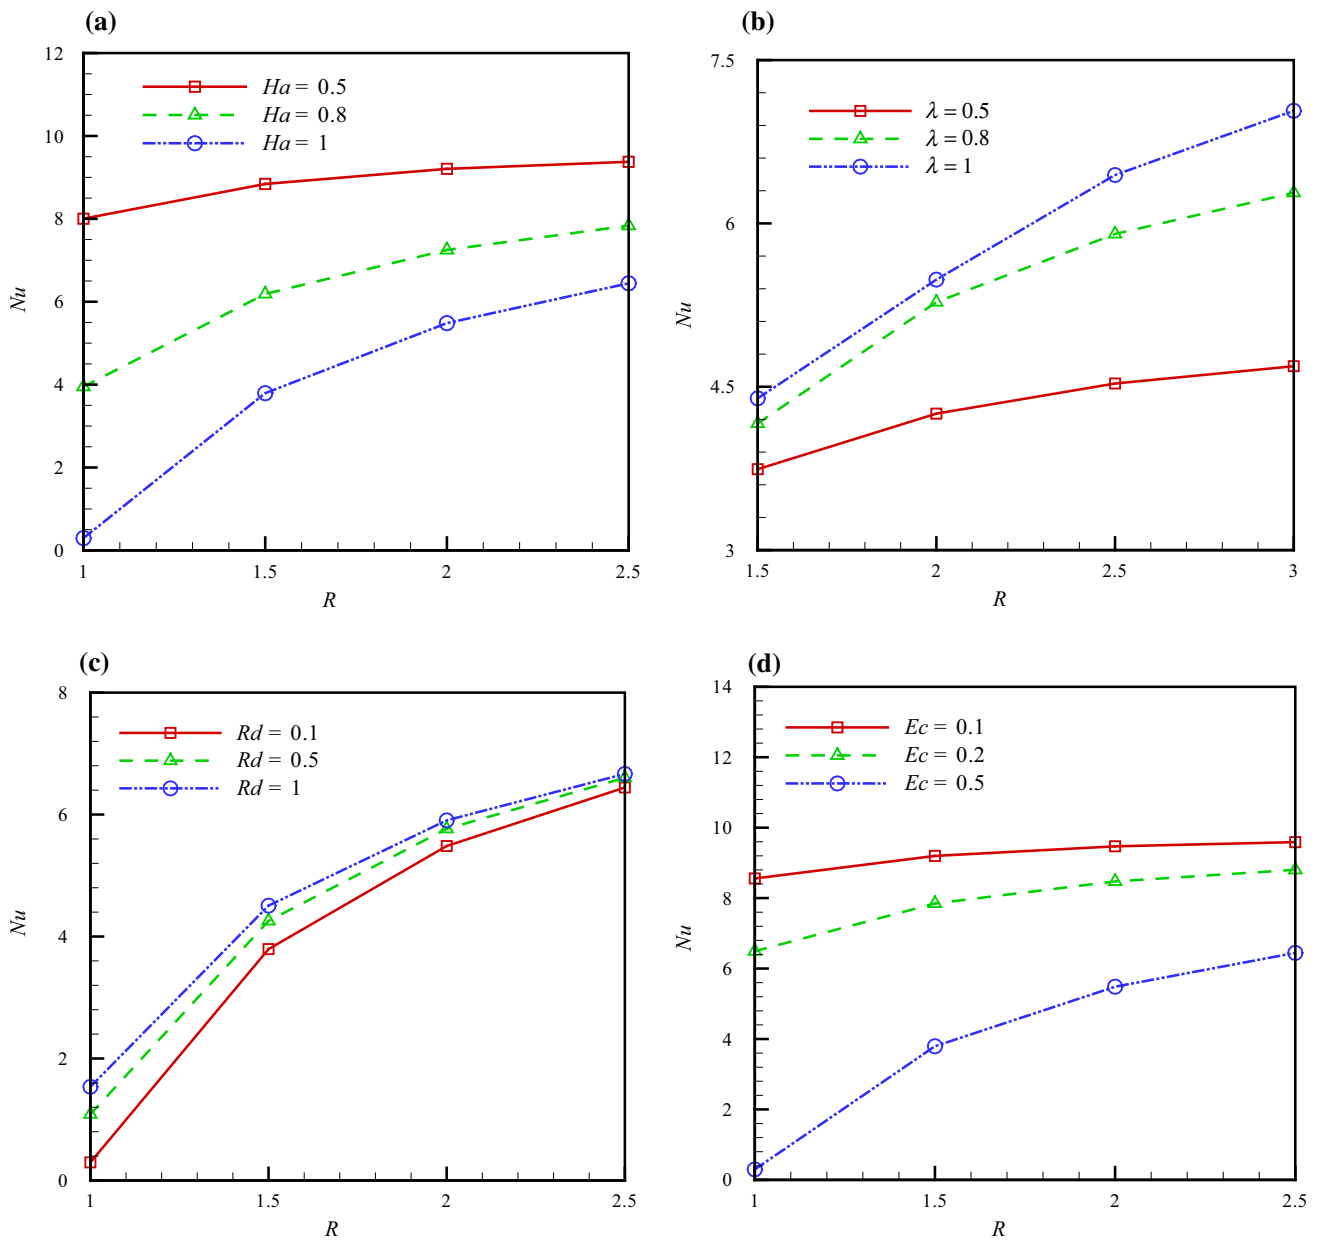 (a)
12
10
8
6
4
2
0
Nu
Ha = 0.5
Ha = 0.8
Ha = 1
1 1.5 2 2.5
R
(b)
7.5
6
4.5
3
Nu
λ = 0.5
λ = 0.8
λ = 1
1.5 2 2.5 3
R
(c)
8
6
4
2
0
Nu
Rd = 0.1
Rd = 0.5
Rd = 1
1 1.5 2 2.5
R
(d)
14
12
10
8
6
4
2
0
Nu
Ec = 0.1
Ec = 0.2
Ec = 0.5
1 1.5 2 2.5
R